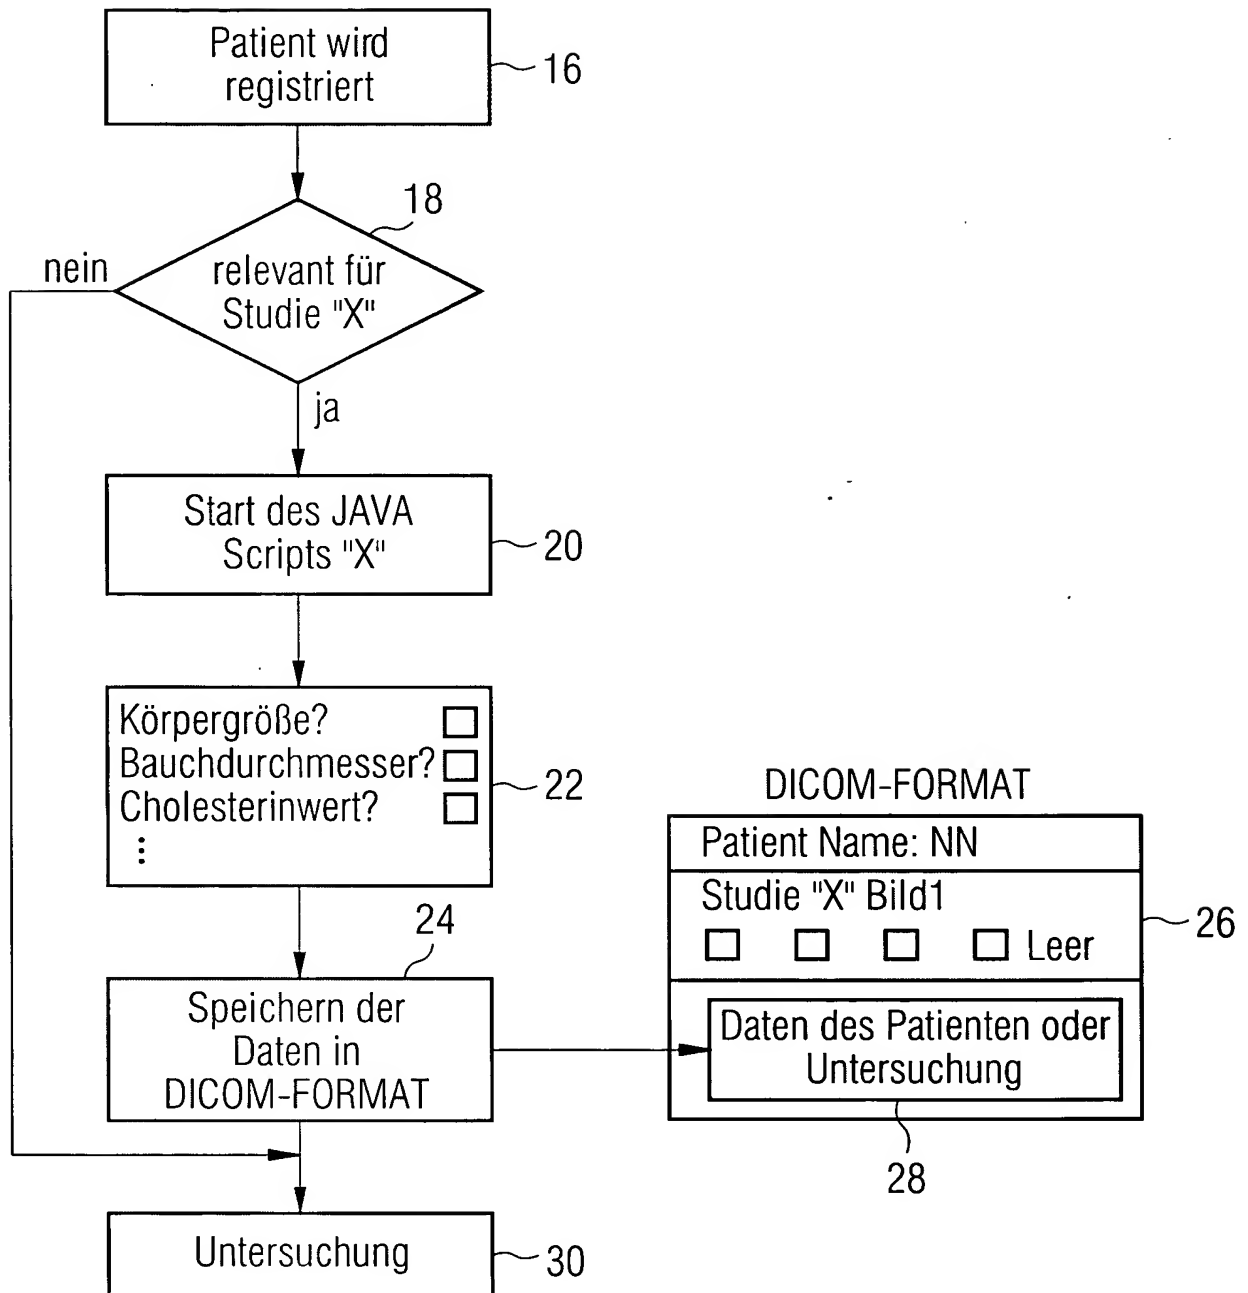 Patient wird
registriert
16
18
nein
relevant für
Studie "X"
ja
Start des JAVA
Scripts "X"
20
Körpergröße?
Bauchdurchmesser?
Cholesterinwert?
⋮
22
24
Speichern der
Daten in
DICOM-FORMAT
DICOM-FORMAT
Patient Name: NN
Studie "X" Bild1
Leer
26
Daten des Patienten oder
Untersuchung
28
Untersuchung
30